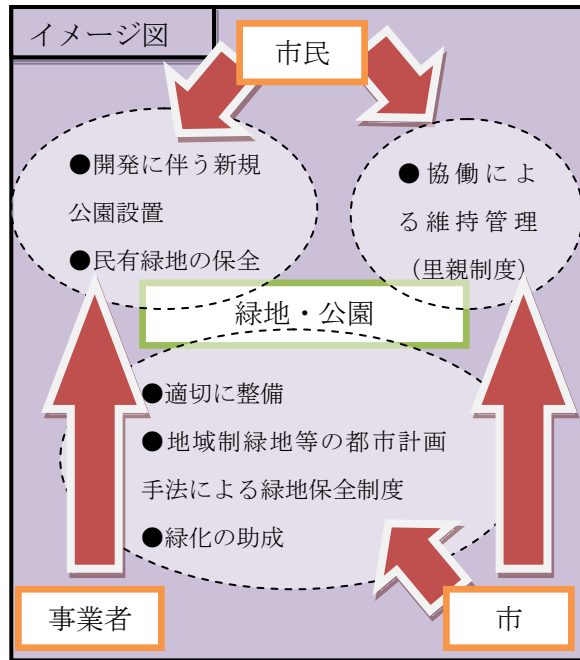 イメージ図
市民
●開発に伴う新規
公園設置
●民有緑地の保全
●協働によ
る維持管理
（里親制度）
緑地・公園
●適切に整備
●地域制緑地等の都市計画
手法による緑地保全制度
●緑化の助成
事業者
市